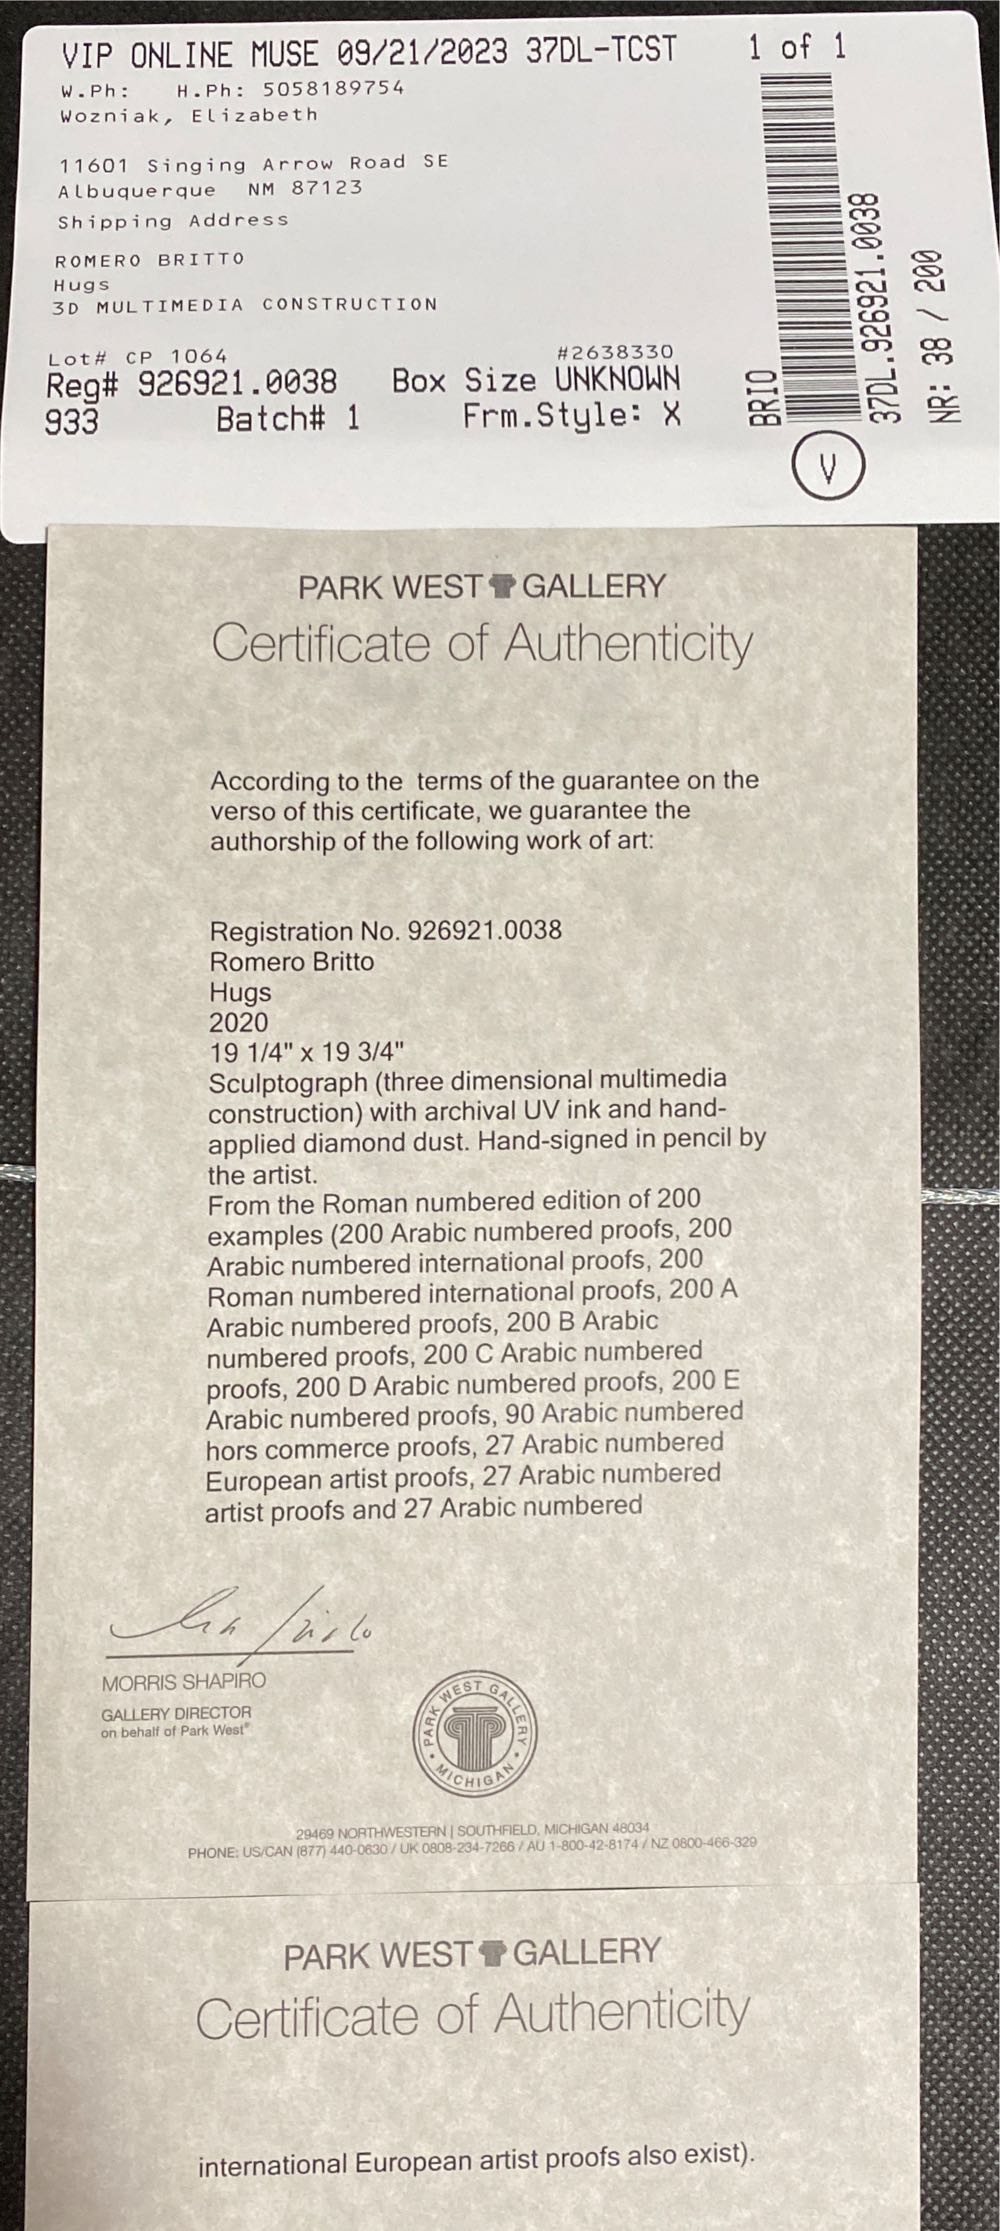 VIP ONLINE MUSE 09/21/2023 37DL-TCST 1 of 1
W.Ph: H.Ph: 5058189754
Wozniak, Elizabeth
11601 Singing Arrow Road SE
Albuquerque NM 87123
Shipping Address
ROMERO BRITTO
Hugs
3D MULTIMEDIA CONSTRUCTION
Lot# CP 1064 #2638330
Reg# 926921.0038 Box Size UNKNOWN
933 Batch# 1 Frm.Style: X
BRIO
37DL.926921.0038
NR: 38 / 200
V
PARK WEST GALLERY
Certificate of Authenticity
According to the terms of the guarantee on the
verso of this certificate, we guarantee the
authorship of the following work of art:
Registration No. 926921.0038
Romero Britto
Hugs
2020
19 1/4" x 19 3/4"
Sculptograph (three dimensional multimedia
construction) with archival UV ink and hand-
applied diamond dust. Hand-signed in pencil by
the artist.
From the Roman numbered edition of 200
examples (200 Arabic numbered proofs, 200
Arabic numbered international proofs, 200
Roman numbered international proofs, 200 A
Arabic numbered proofs, 200 B Arabic
numbered proofs, 200 C Arabic numbered
proofs, 200 D Arabic numbered proofs, 200 E
Arabic numbered proofs, 90 Arabic numbered
hors commerce proofs, 27 Arabic numbered
European artist proofs, 27 Arabic numbered
artist proofs and 27 Arabic numbered
MORRIS SHAPIRO
GALLERY DIRECTOR
on behalf of Park West®
PARK WEST GALLERY • MICHIGAN •
29469 NORTHWESTERN | SOUTHFIELD, MICHIGAN 48034
PHONE: US/CAN (877) 440-0630 / UK 0808-234-7266 / AU 1-800-42-8174 / NZ 0800-466-329
PARK WEST GALLERY
Certificate of Authenticity
international European artist proofs also exist).